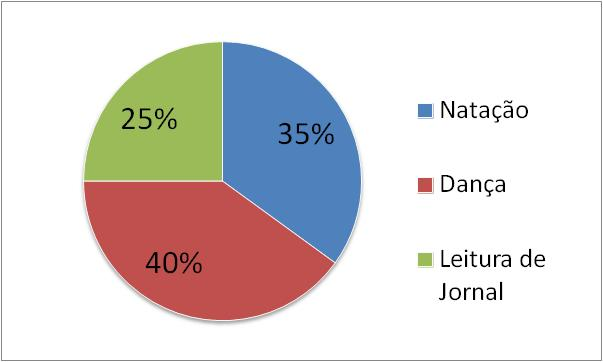 25%
35%
40%
Natação
Dança
Leitura de
Jornal